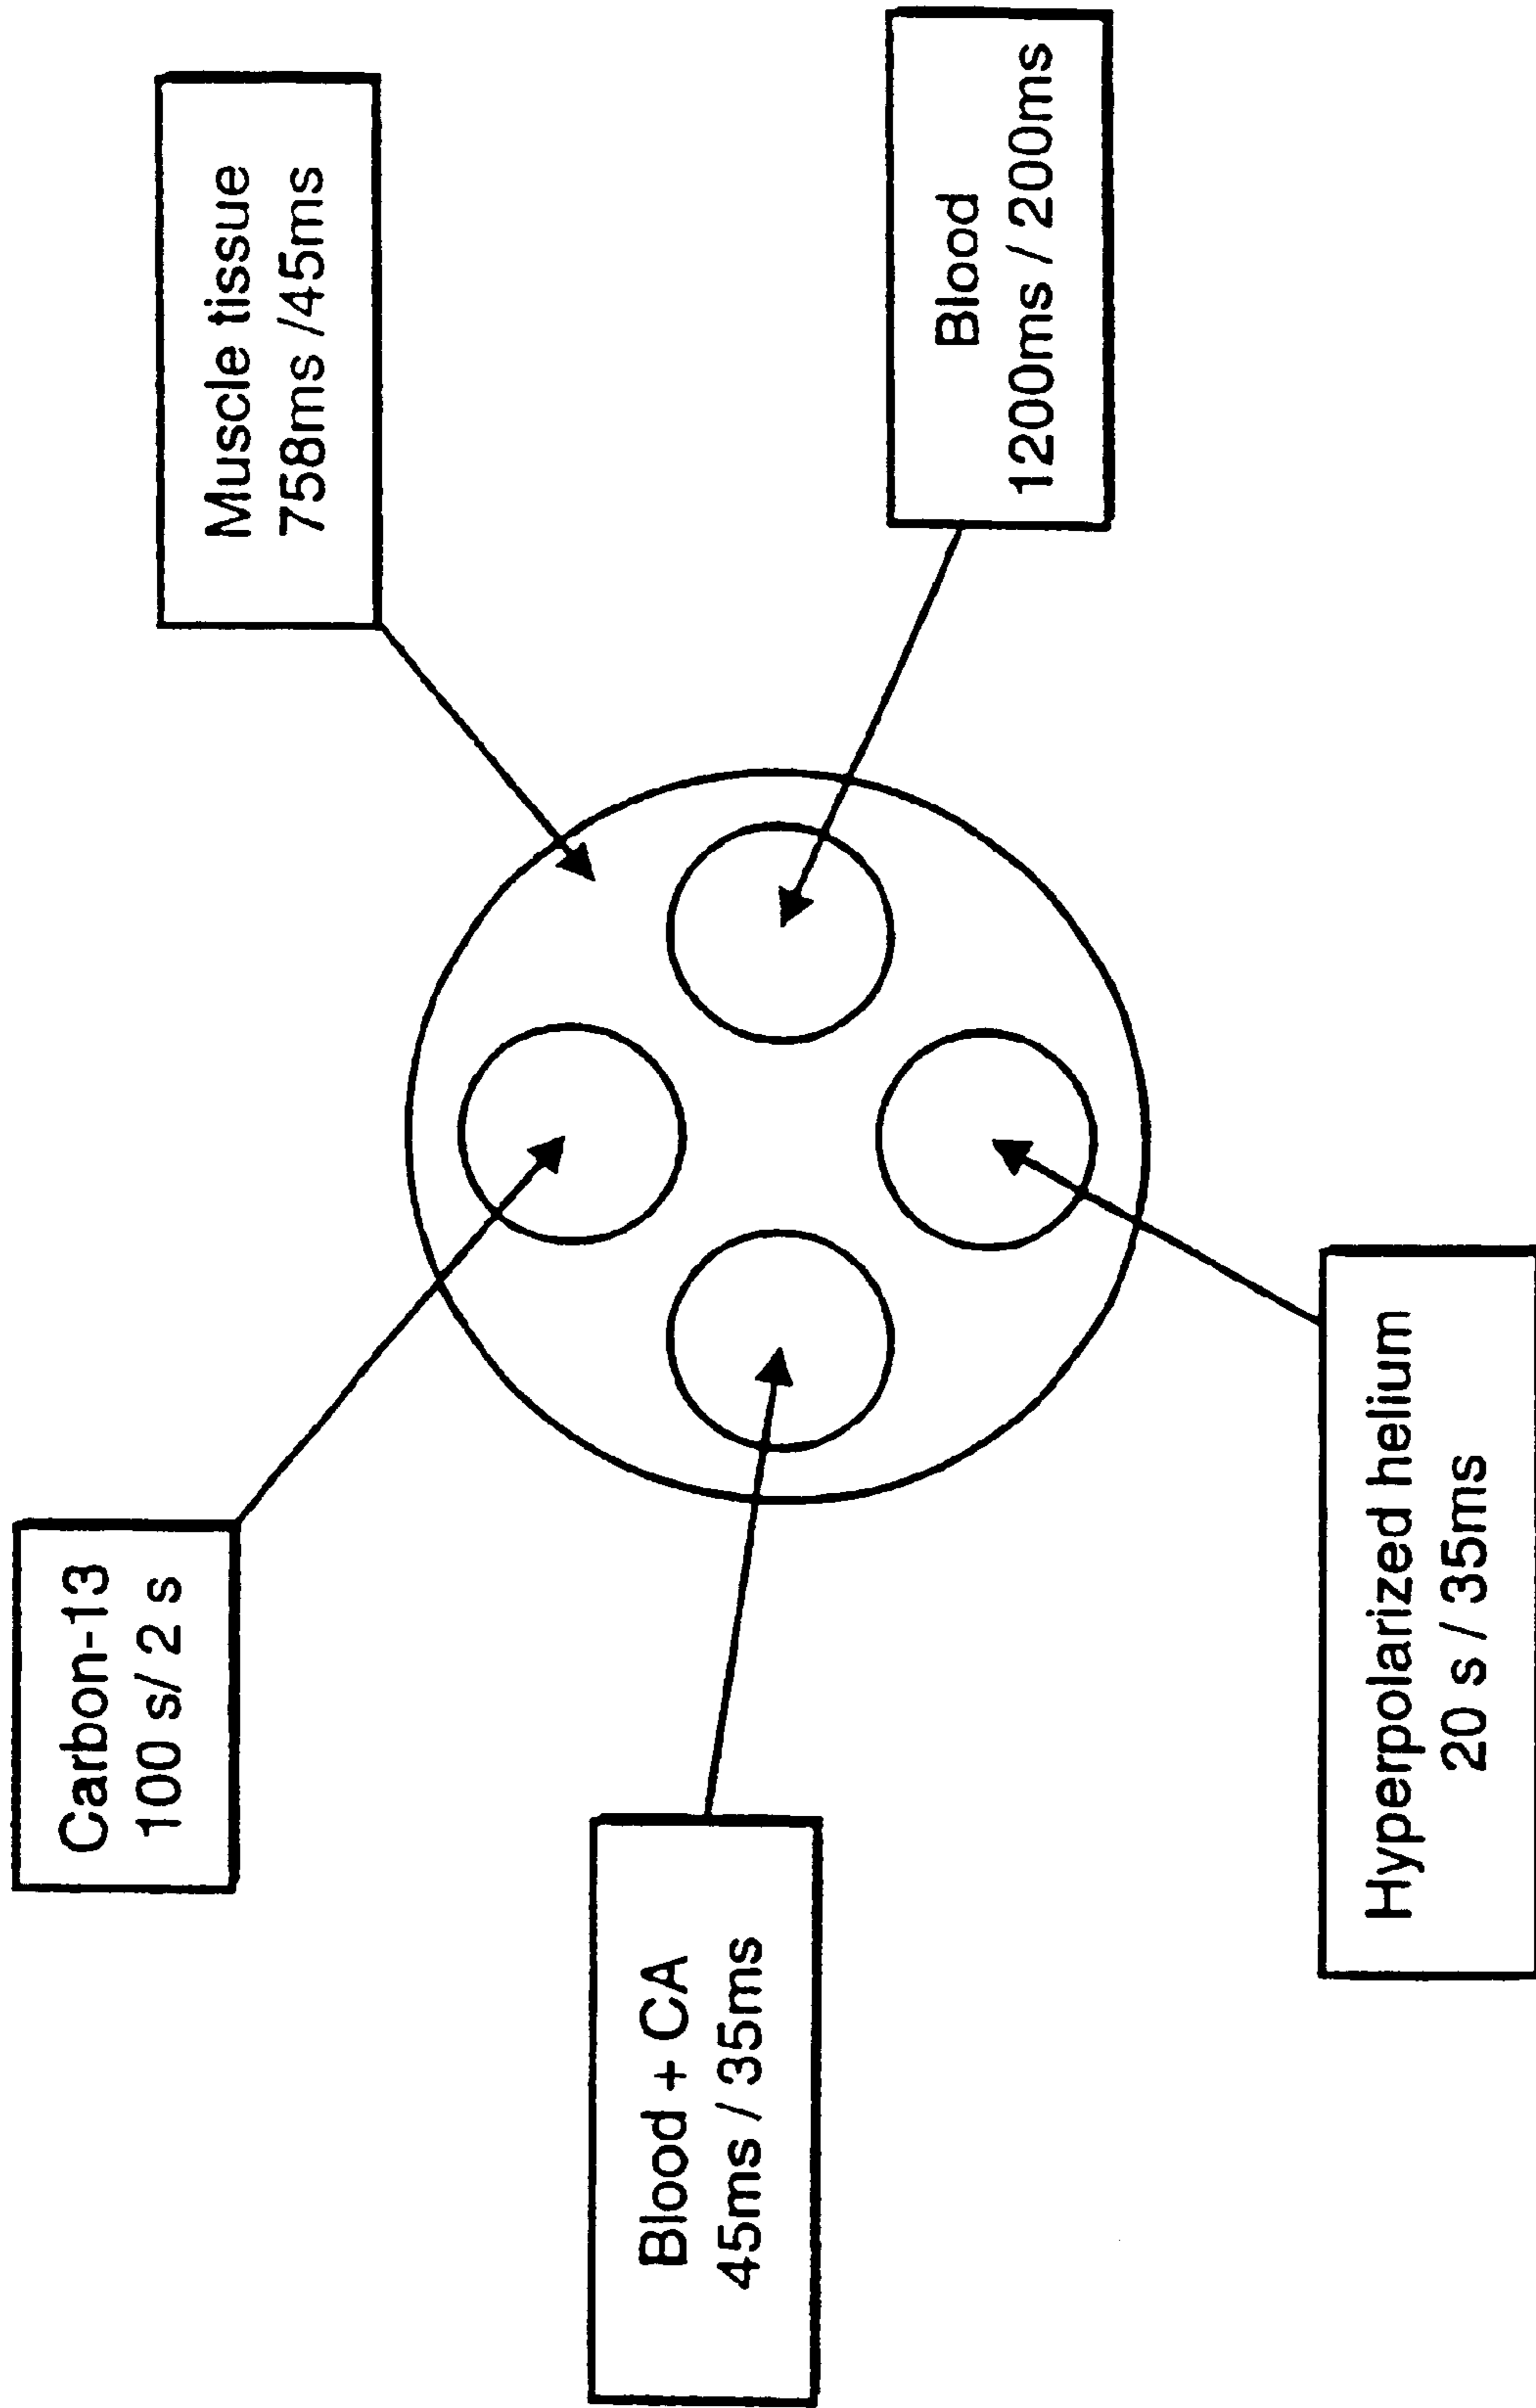 Carbon-13
100 s/ 2 s
Muscle tissue
758ms /45ms
Blood + CA
45ms / 35ms
Blood
1200ms / 200ms
Hyperpolarized helium
20 s / 35ms